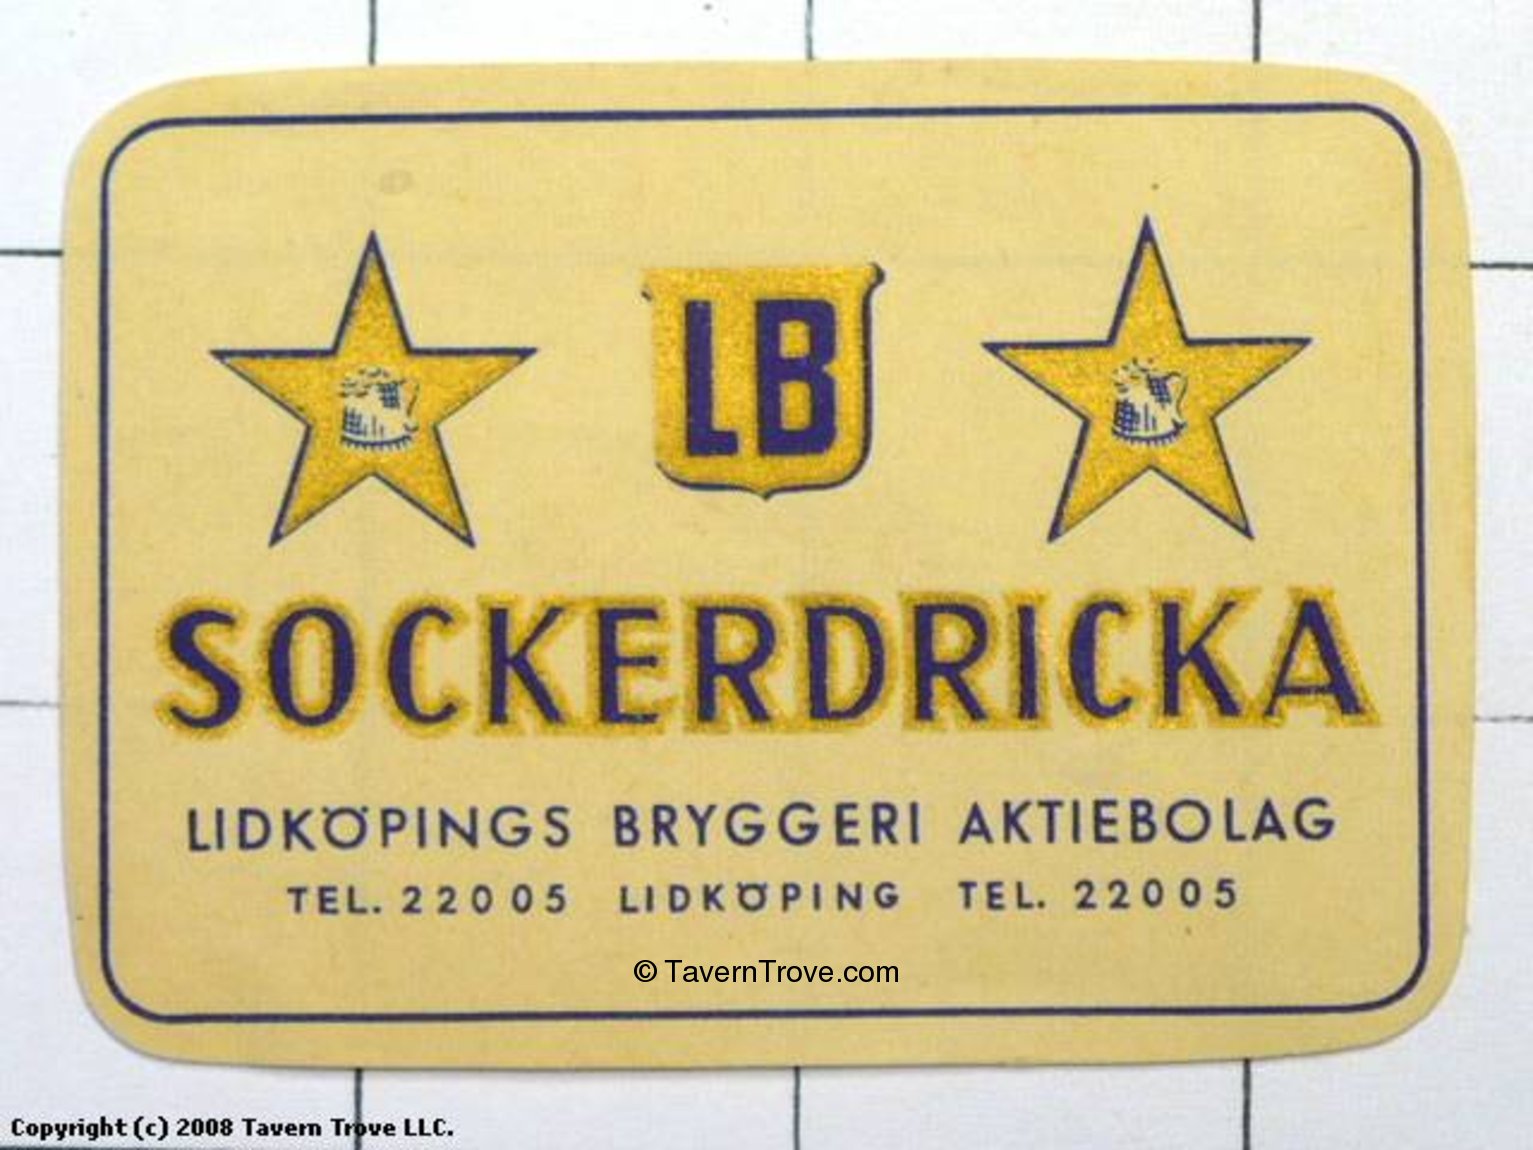 LB
SOCKERDRICKA
LIDKÖPINGS BRYGGERI AKTIEBOLAG
TEL. 22005 LIDKÖPING TEL. 22005
© TavernTrove.com
Copyright (c) 2008 Tavern Trove LLC.